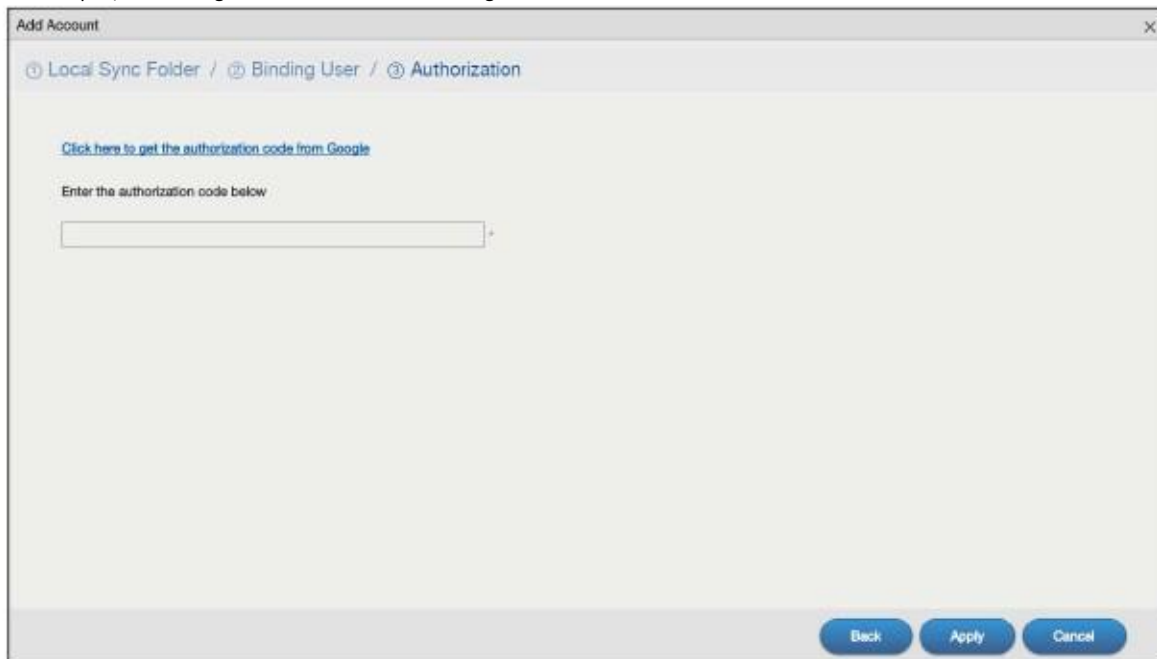 Add Account
① Local Sync Folder / ② Binding User / ③ Authorization
Click here to get the authorization code from Google
Enter the authorization code below
*
Back Apply Cancel